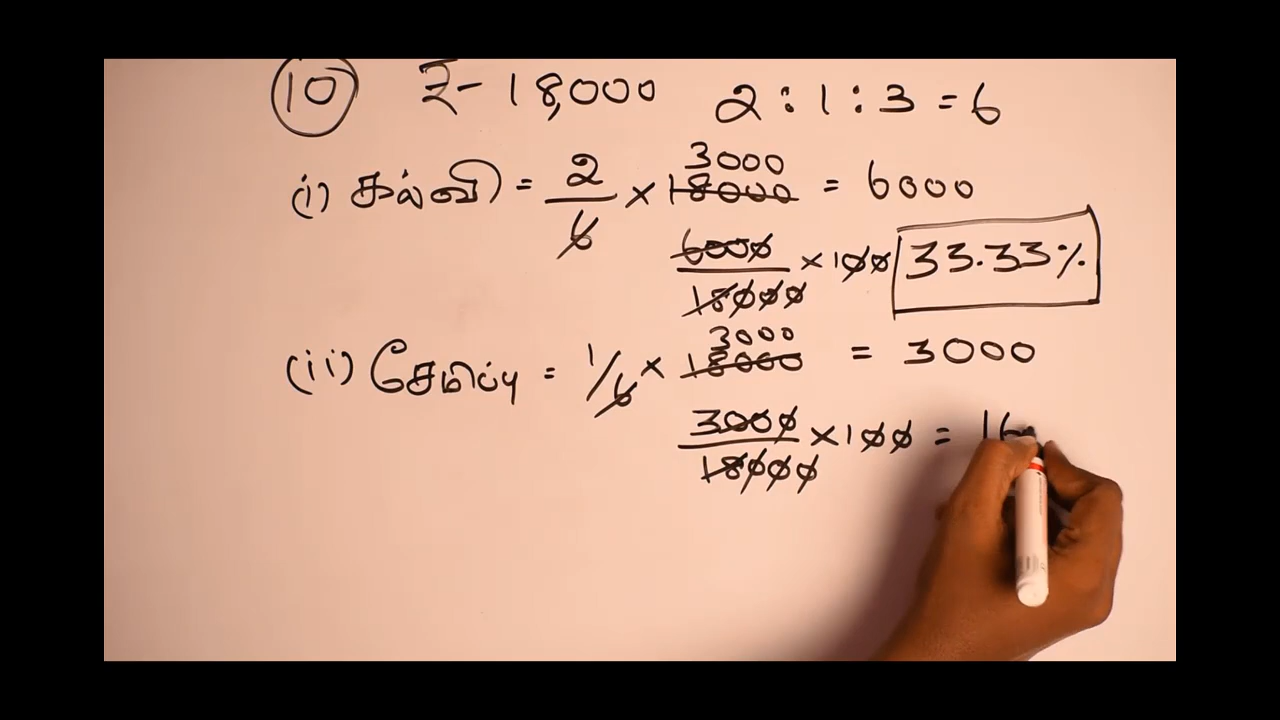 10 ₹- 18,000 2 : 1 : 3 = 6
(i) கல்வி = 2/6 × 18000 3000 = 6000
6000/18000 × 100 33.33%
(ii) சேமிப்பு = 1/6 × 18000 3000 = 3000
3000/18000 × 100 = 16.